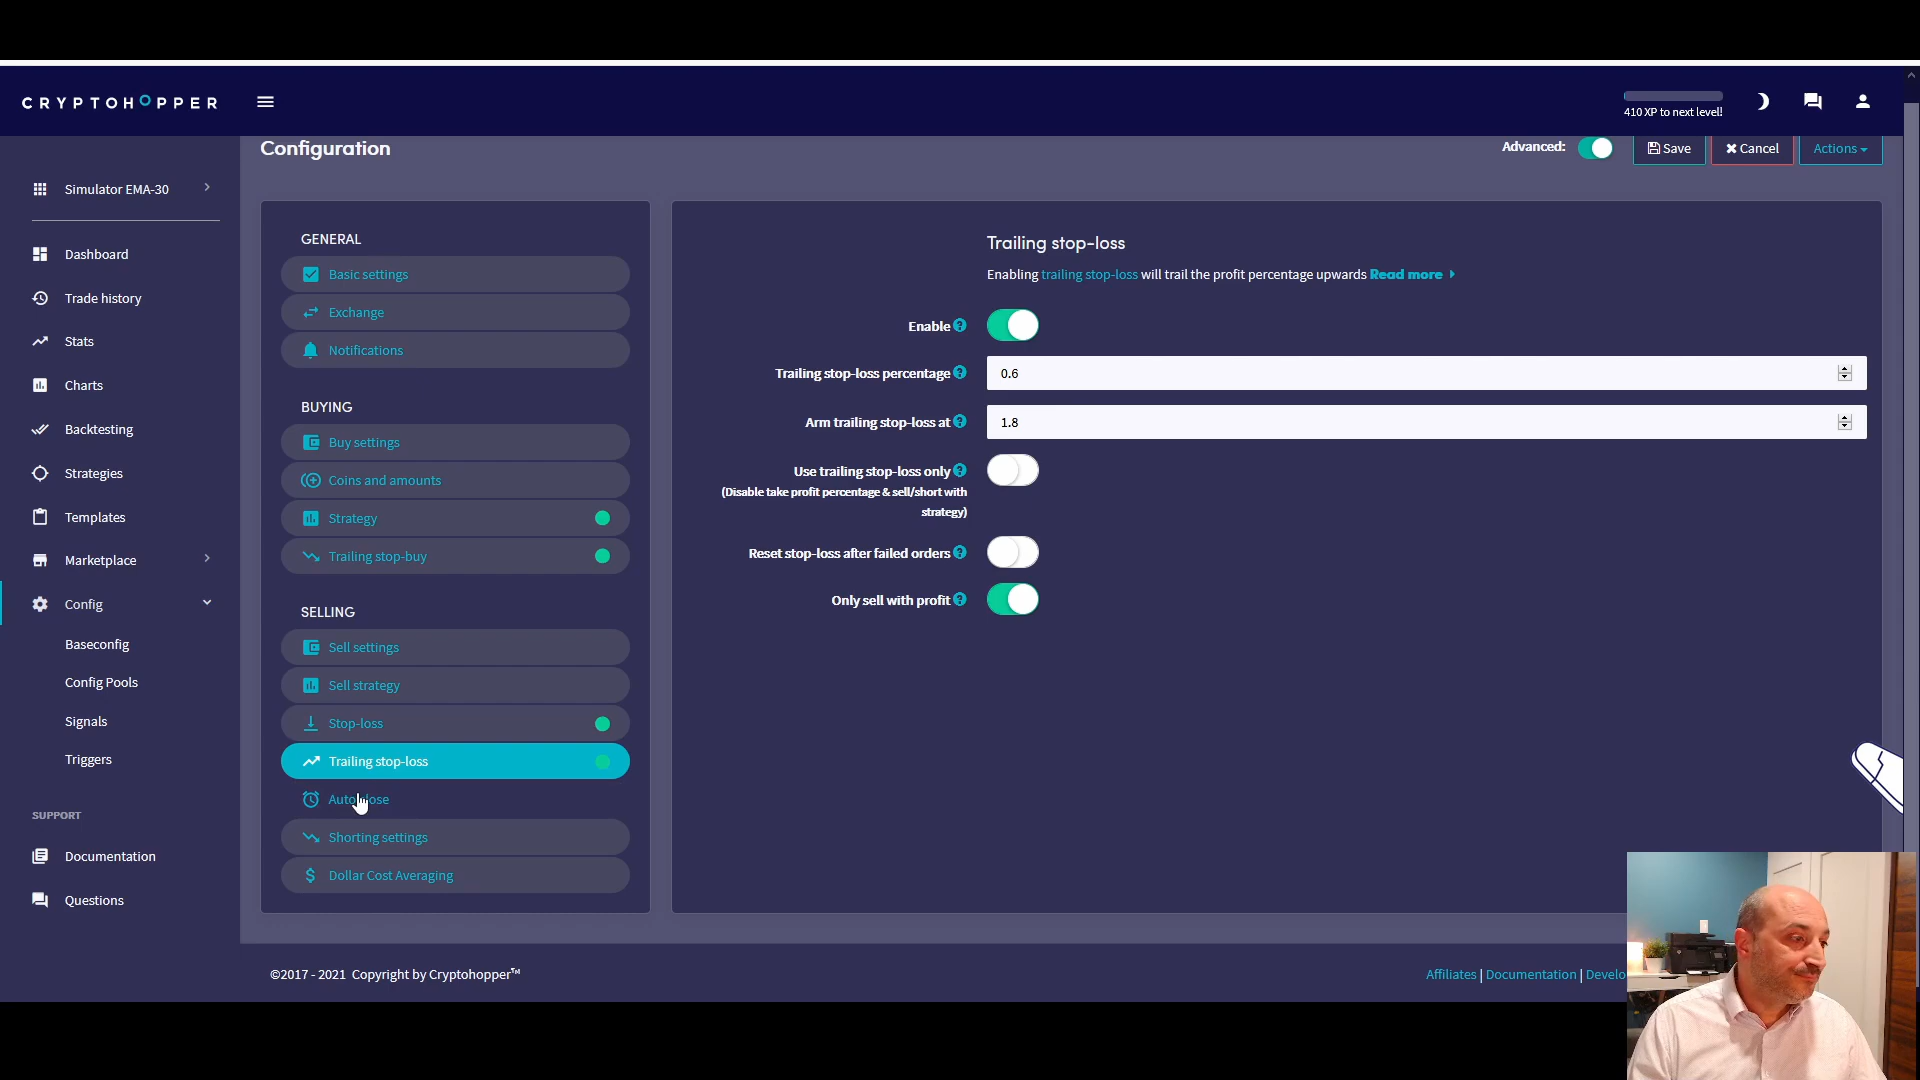 CRYPTOHOPPER
410 XP to next level!
Configuration
Advanced:
Save
Cancel
Actions
Simulator EMA-30
Dashboard
Trade history
Stats
Charts
Backtesting
Strategies
Templates
Marketplace
Config
Baseconfig
Config Pools
Signals
Triggers
SUPPORT
Documentation
Questions
GENERAL
Basic settings
Exchange
Notifications
BUYING
Buy settings
Coins and amounts
Strategy
Trailing stop-buy
SELLING
Sell settings
Sell strategy
Stop-loss
Trailing stop-loss
Auto close
Shorting settings
Dollar Cost Averaging
Trailing stop-loss
Enabling trailing stop-loss will trail the profit percentage upwards Read more
Enable
Trailing stop-loss percentage
0.6
Arm trailing stop-loss at
1.8
Use trailing stop-loss only
(Disable take profit percentage & sell/short with
strategy)
Reset stop-loss after failed orders
Only sell with profit
©2017 - 2021 Copyright by Cryptohopper™
Affiliates | Documentation | Develo